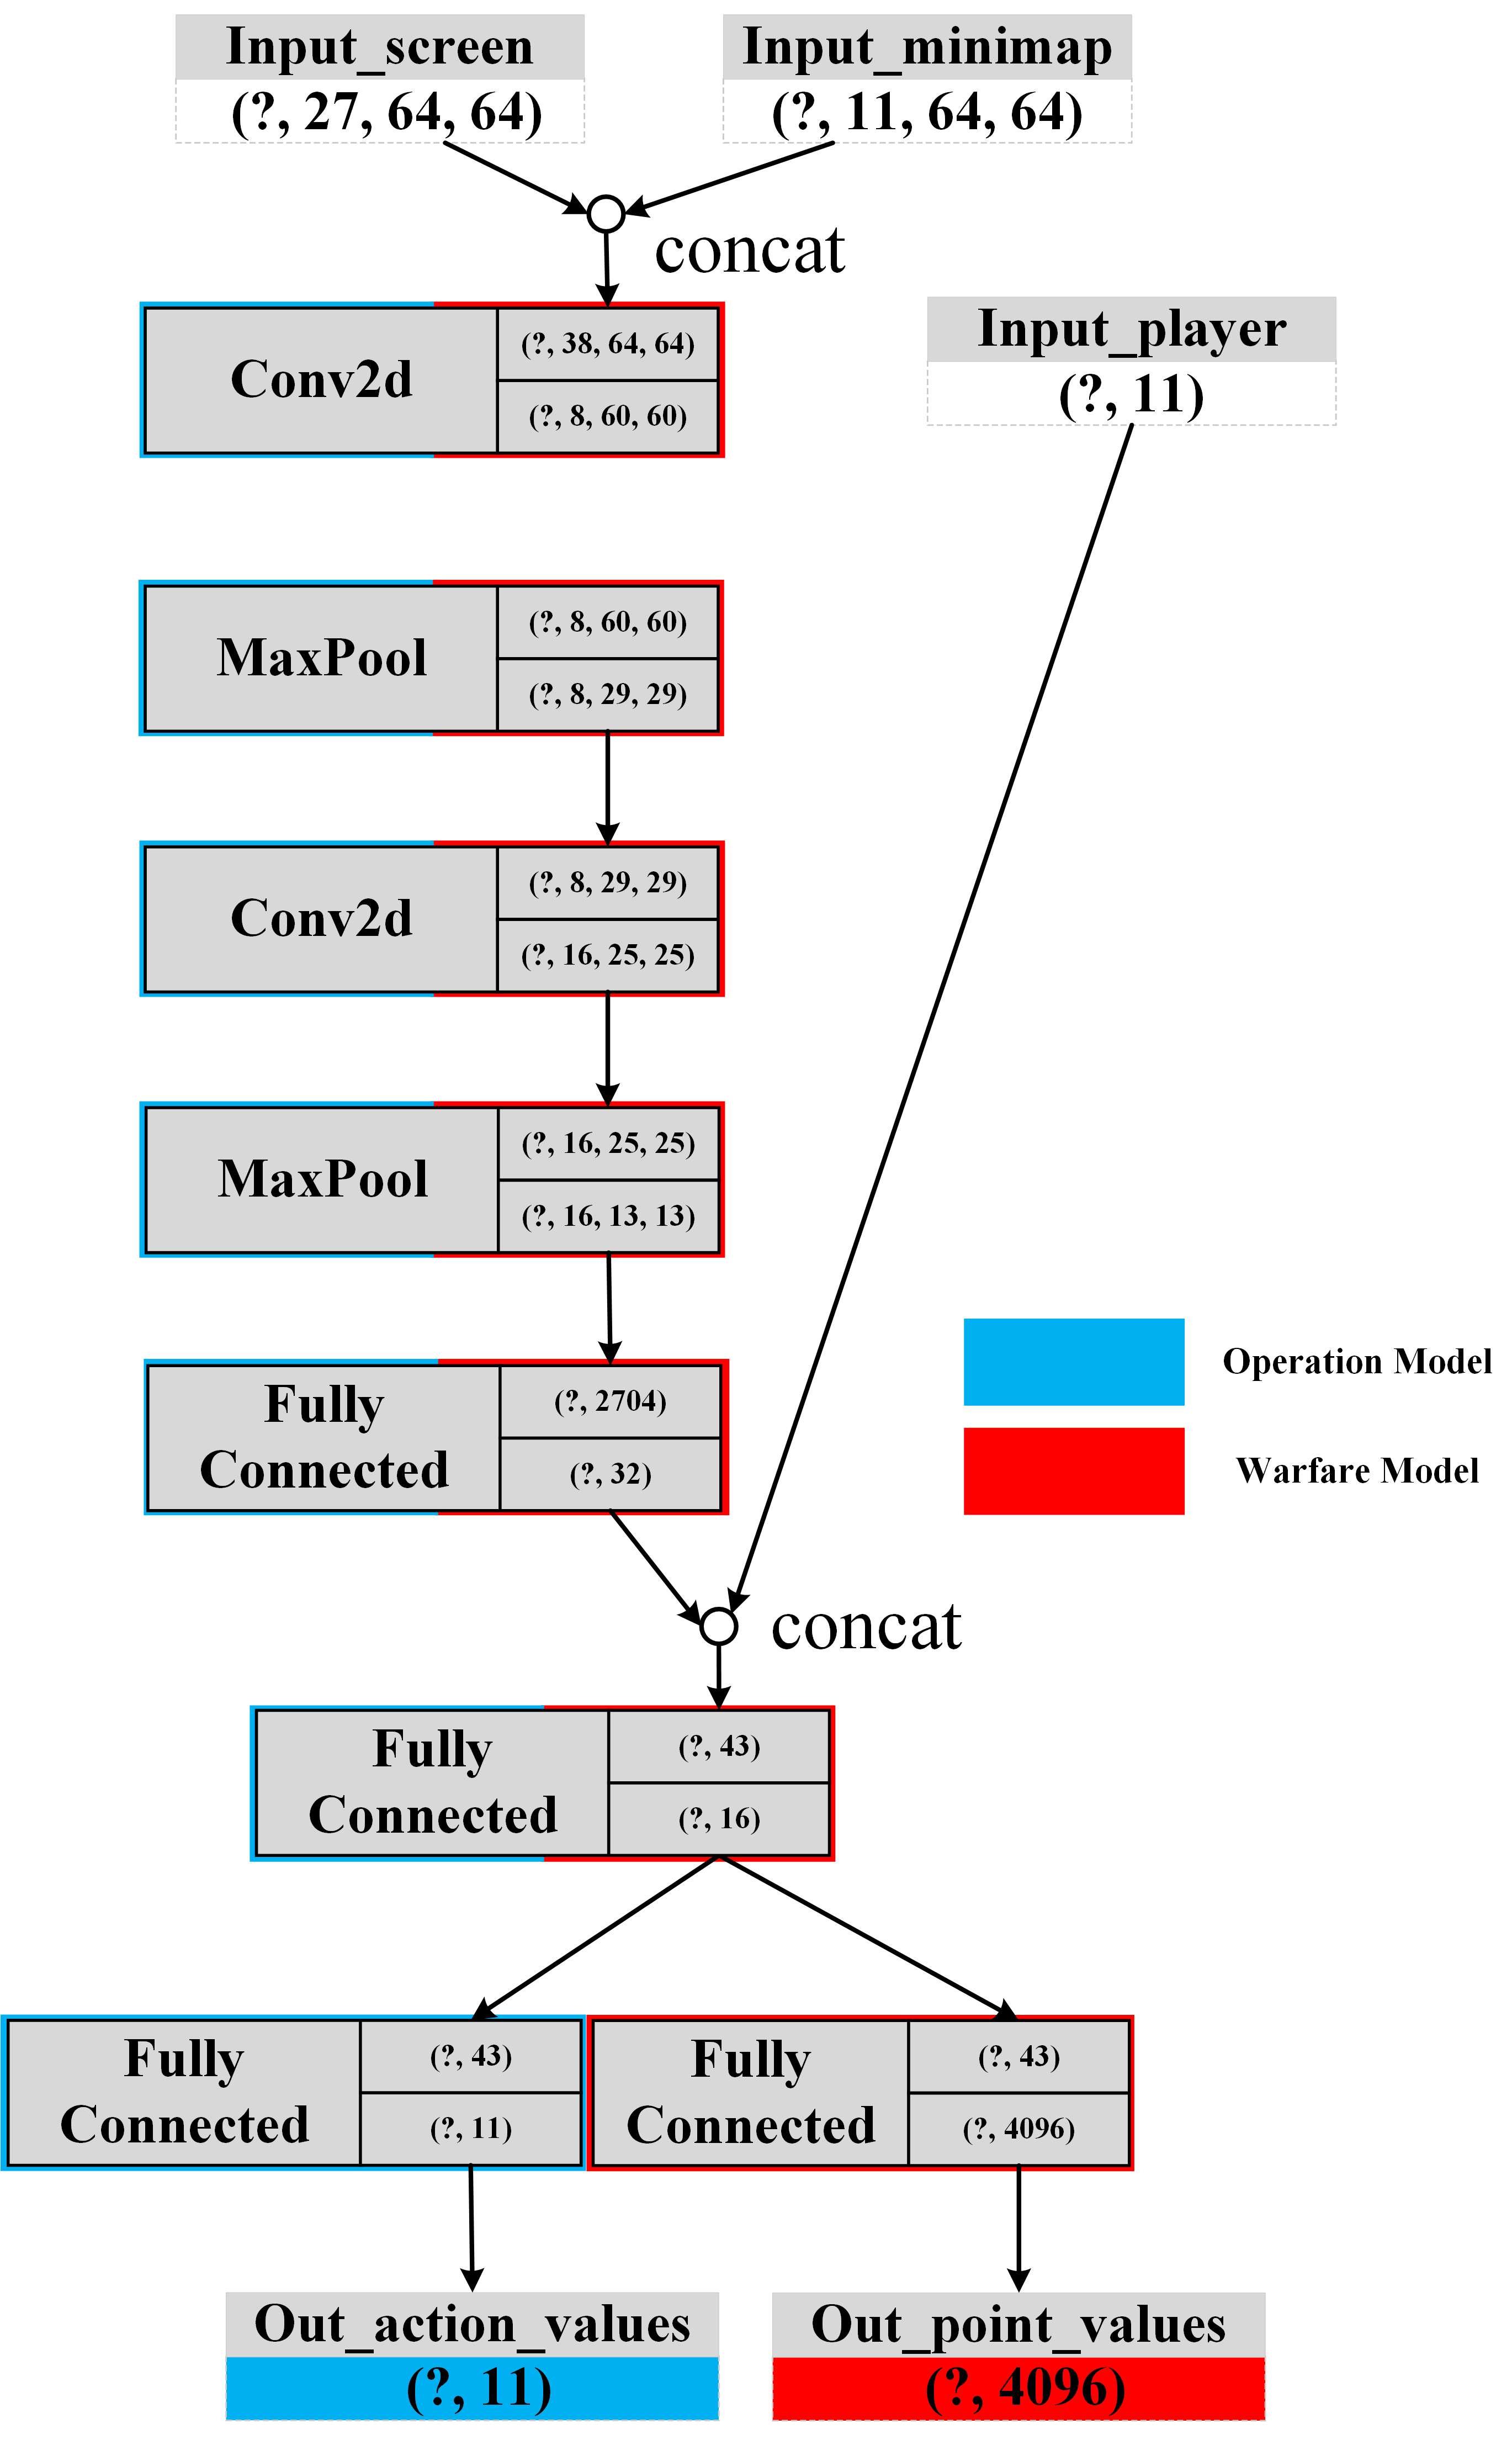 Input_screen
(?, 27, 64, 64)
Input_minimap
(?, 11, 64, 64)
concat
Conv2d
(?, 38, 64, 64)
(?, 8, 60, 60)
Input_player
(?, 11)
MaxPool
(?, 8, 60, 60)
(?, 8, 29, 29)
Conv2d
(?, 8, 29, 29)
(?, 16, 25, 25)
MaxPool
(?, 16, 25, 25)
(?, 16, 13, 13)
Fully
Connected
(?, 2704)
(?, 32)
Operation Model
Warfare Model
concat
Fully
Connected
(?, 43)
(?, 16)
Fully
Connected
(?, 43)
(?, 11)
Fully
Connected
(?, 43)
(?, 4096)
Out_action_values
(?, 11)
Out_point_values
(?, 4096)